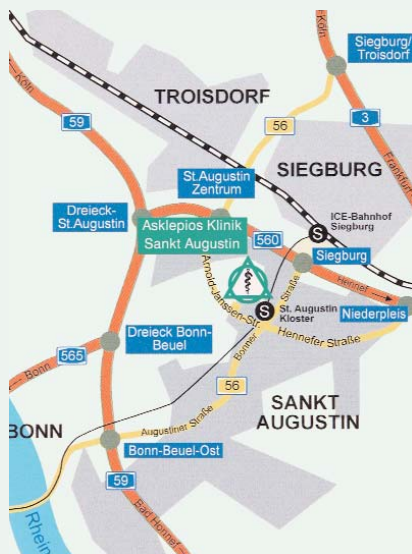 Siegburg/
Troisdorf
Köln
Köln
TROISDORF
59
56
3
Frankfurt
SIEGBURG
St.Augustin
Zentrum
Dreieck-
St.Augustin
Asklepios Klinik
Sankt Augustin
ICE-Bahnhof
Siegburg
S
560
Siegburg
Hennef
Arnold-Janssen-Str.
Bonner Straße
S
St. Augustin
Kloster
Niederpleis
Hennefer Straße
Dreieck Bonn-
Beuel
565
Bonn
56
SANKT
AUGUSTIN
BONN
Augustiner Straße
Bonn-Beuel-Ost
59
Bad Honnef
Rhein